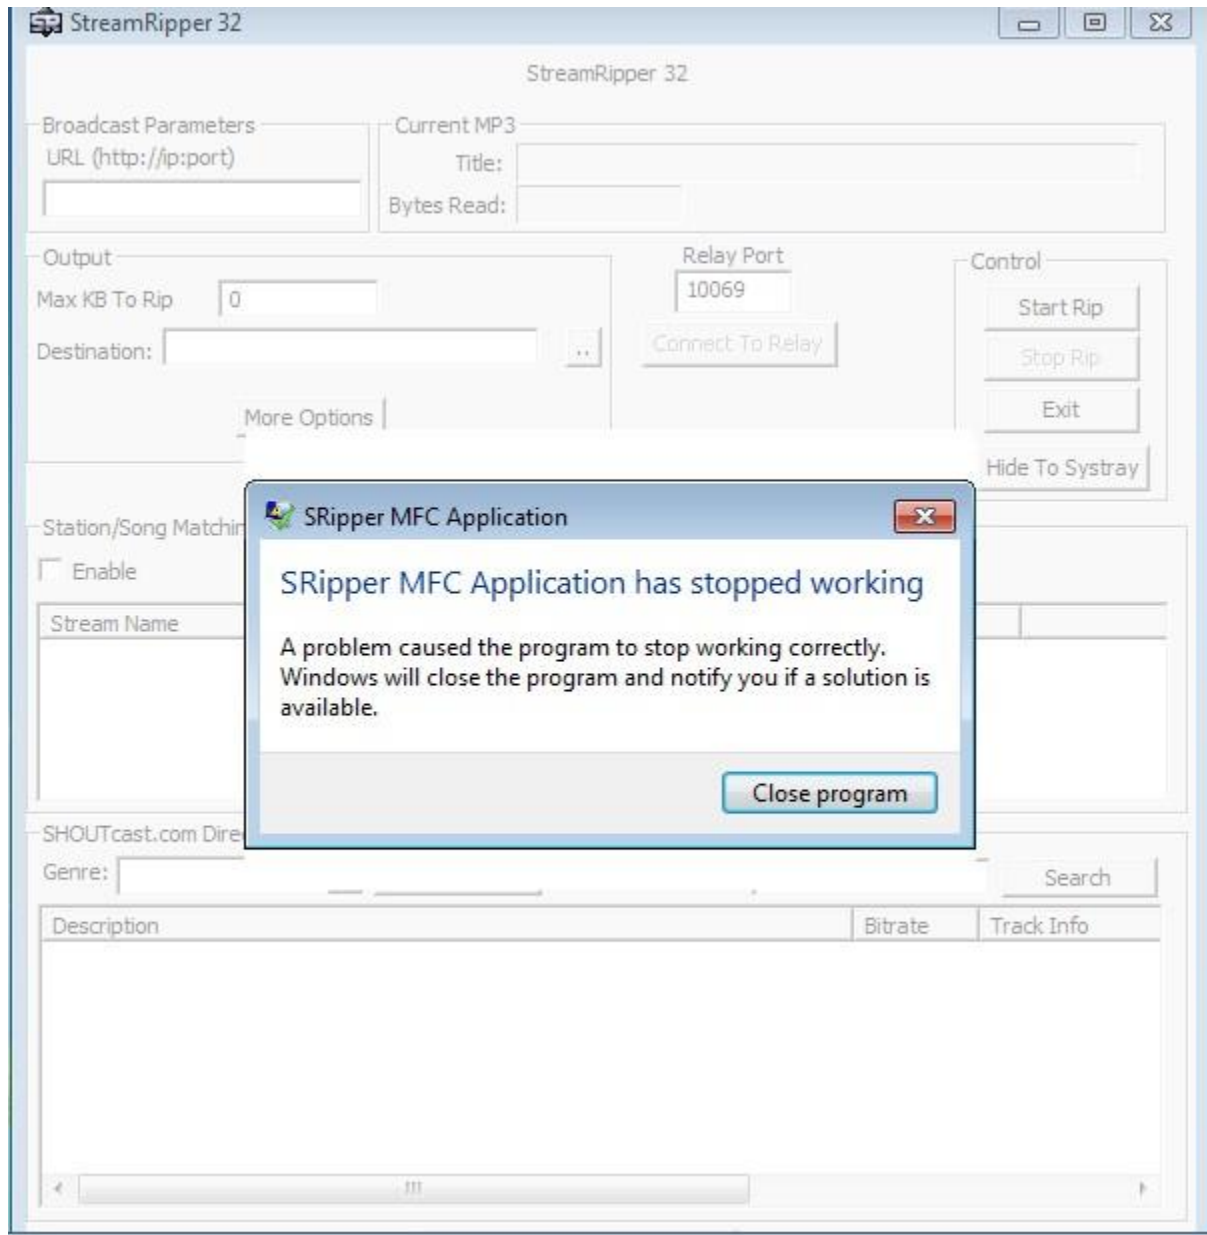 StreamRipper 32
StreamRipper 32
Broadcast Parameters
URL (http://ip:port)
Current MP3
Title:
Bytes Read:
Output
Max KB To Rip 0
Destination: ..
More Options
Relay Port
10069
Connect To Relay
Control
Start Rip
Stop Rip
Exit
Hide To Systray
Station/Song Matchin
Enable
Stream Name
SRipper MFC Application
SRipper MFC Application has stopped working
A problem caused the program to stop working correctly.
Windows will close the program and notify you if a solution is
available.
Close program
SHOUTcast.com Dire
Genre:
Search
Description Bitrate Track Info